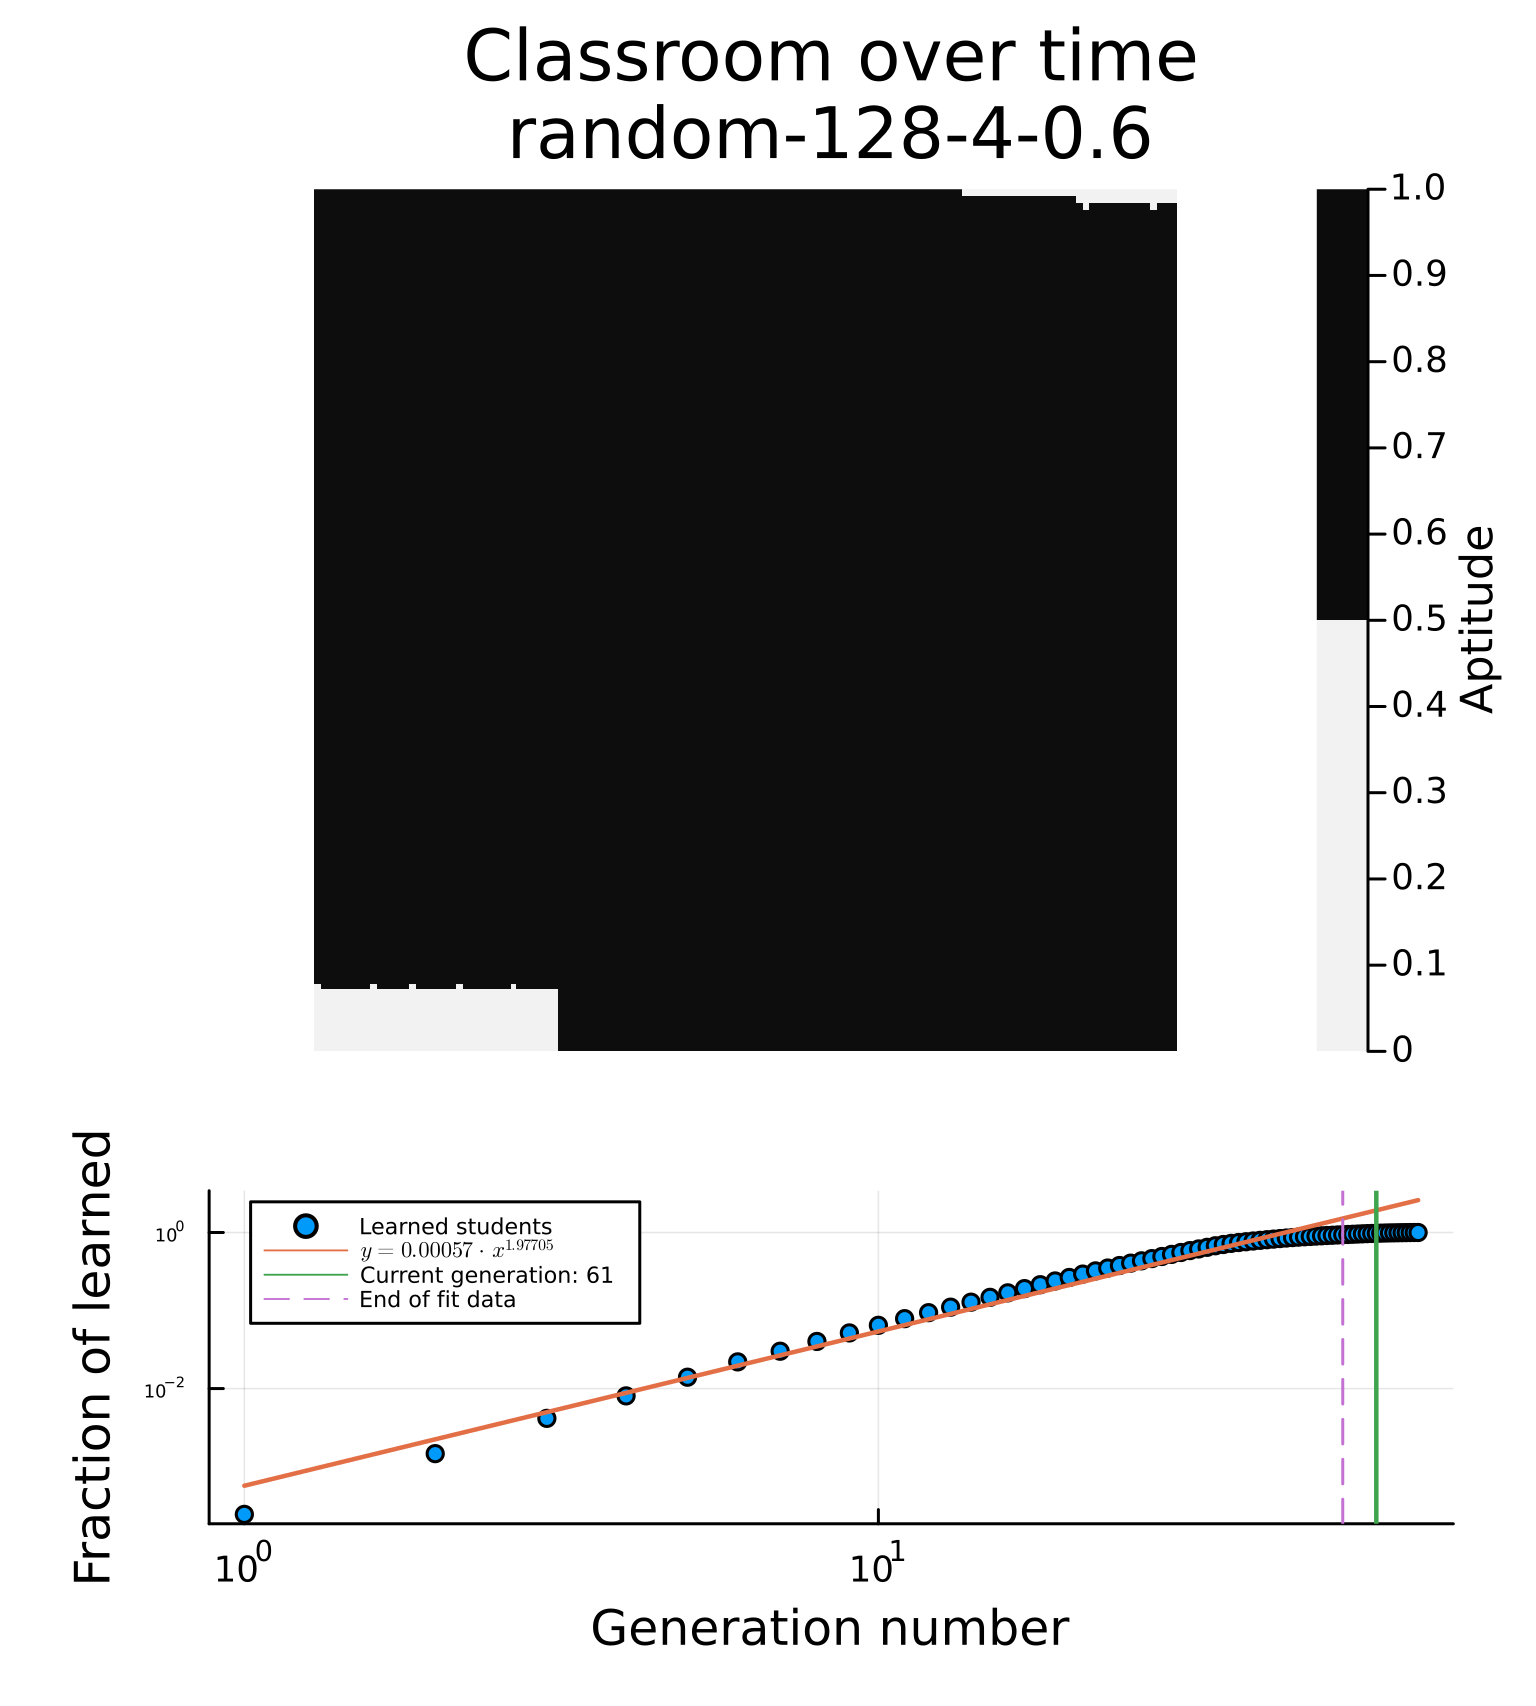 Classroom over time
random-128-4-0.6
1.0
0.9
0.8
0.7
0.6
0.5
0.4
0.3
0.2
0.1
0
Aptitude
Fraction of learned
10^0
10^-2
Learned students
y = 0.00057 · x^1.97705
Current generation: 61
End of fit data
10^0
10^1
Generation number